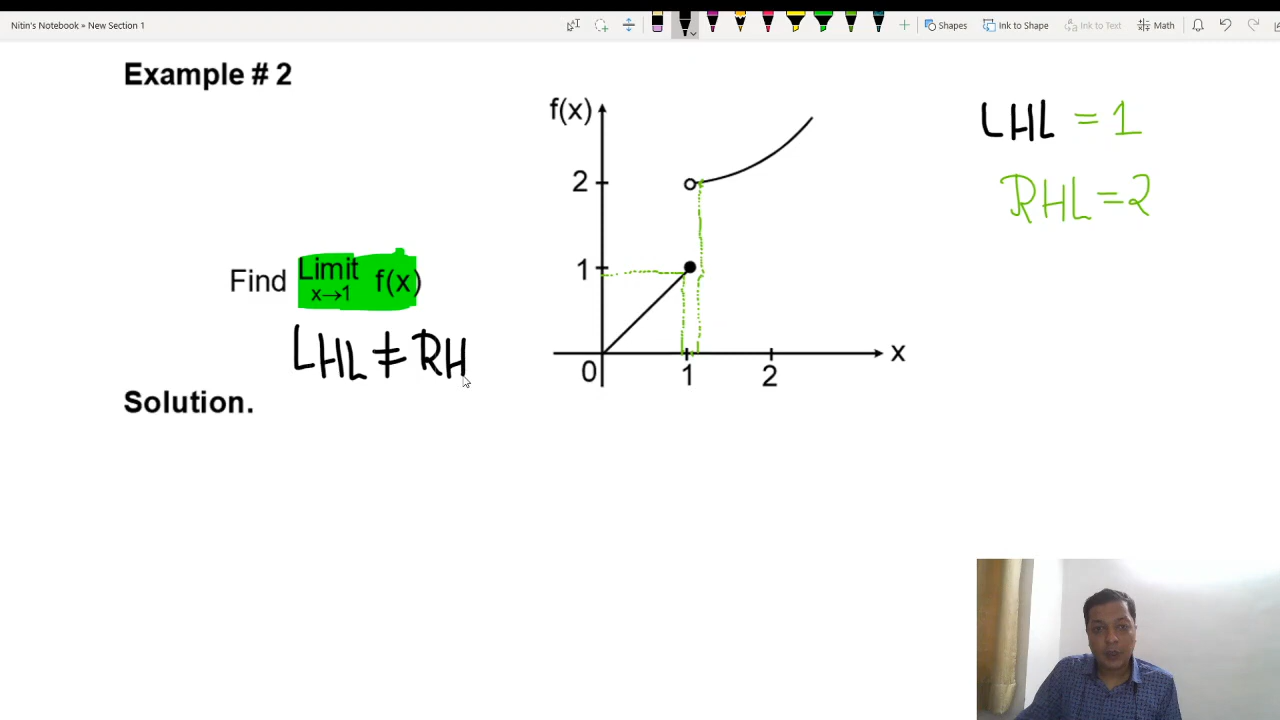 Nitin's Notebook » New Section 1
Shapes Ink to Shape Ink to Text Math
Example # 2
Find Limit f(x)
x→1
LHL ≠ RH
Solution.
f(x)
2
1
0 1 2 x
LHL = 1
RHL = 2